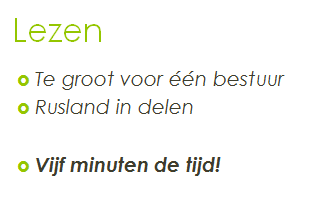 Lezen
Te groot voor één bestuur
Rusland in delen
Vijf minuten de tijd!